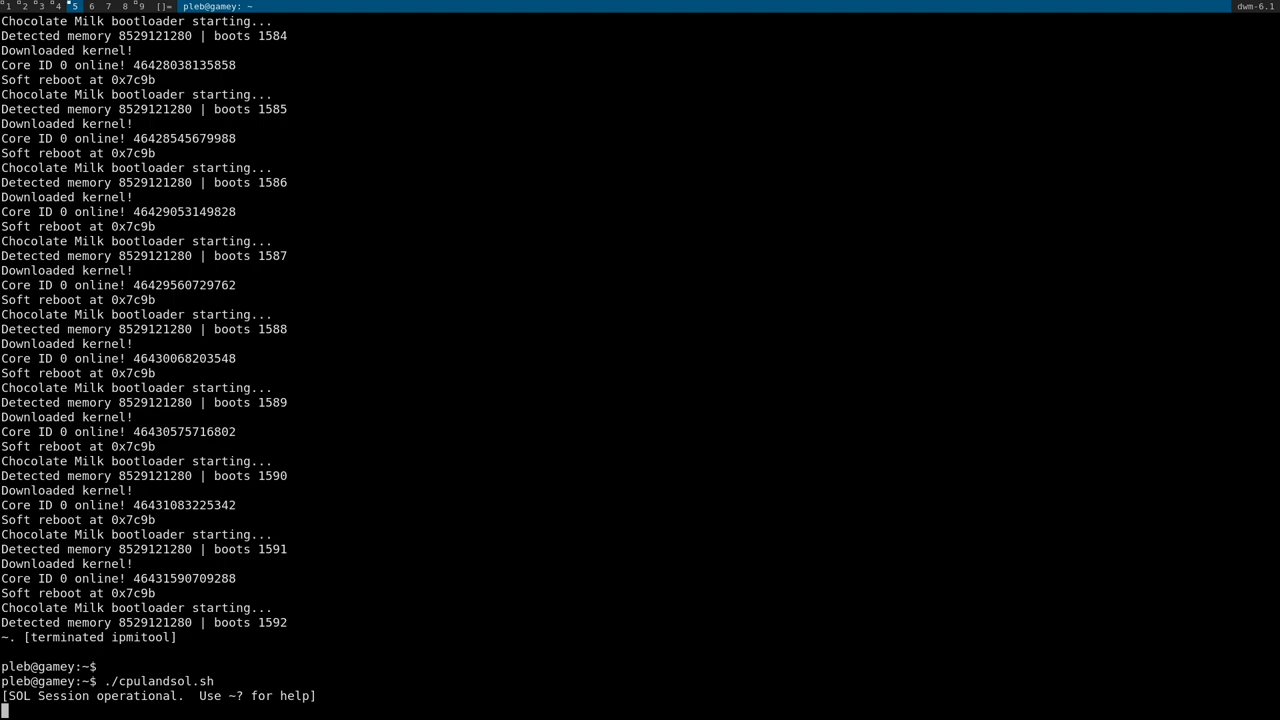 1 2 3 4 5 6 7 8 9 []= pleb@gamey: ~ dwm-6.1
Chocolate Milk bootloader starting...
Detected memory 8529121280 | boots 1584
Downloaded kernel!
Core ID 0 online! 46428038135858
Soft reboot at 0x7c9b
Chocolate Milk bootloader starting...
Detected memory 8529121280 | boots 1585
Downloaded kernel!
Core ID 0 online! 46428545679988
Soft reboot at 0x7c9b
Chocolate Milk bootloader starting...
Detected memory 8529121280 | boots 1586
Downloaded kernel!
Core ID 0 online! 46429053149828
Soft reboot at 0x7c9b
Chocolate Milk bootloader starting...
Detected memory 8529121280 | boots 1587
Downloaded kernel!
Core ID 0 online! 46429560729762
Soft reboot at 0x7c9b
Chocolate Milk bootloader starting...
Detected memory 8529121280 | boots 1588
Downloaded kernel!
Core ID 0 online! 46430068203548
Soft reboot at 0x7c9b
Chocolate Milk bootloader starting...
Detected memory 8529121280 | boots 1589
Downloaded kernel!
Core ID 0 online! 46430575716802
Soft reboot at 0x7c9b
Chocolate Milk bootloader starting...
Detected memory 8529121280 | boots 1590
Downloaded kernel!
Core ID 0 online! 46431083225342
Soft reboot at 0x7c9b
Chocolate Milk bootloader starting...
Detected memory 8529121280 | boots 1591
Downloaded kernel!
Core ID 0 online! 46431590709288
Soft reboot at 0x7c9b
Chocolate Milk bootloader starting...
Detected memory 8529121280 | boots 1592
~. [terminated ipmitool]
pleb@gamey:~$
pleb@gamey:~$ ./cpulandsol.sh
[SOL Session operational.  Use ~? for help]